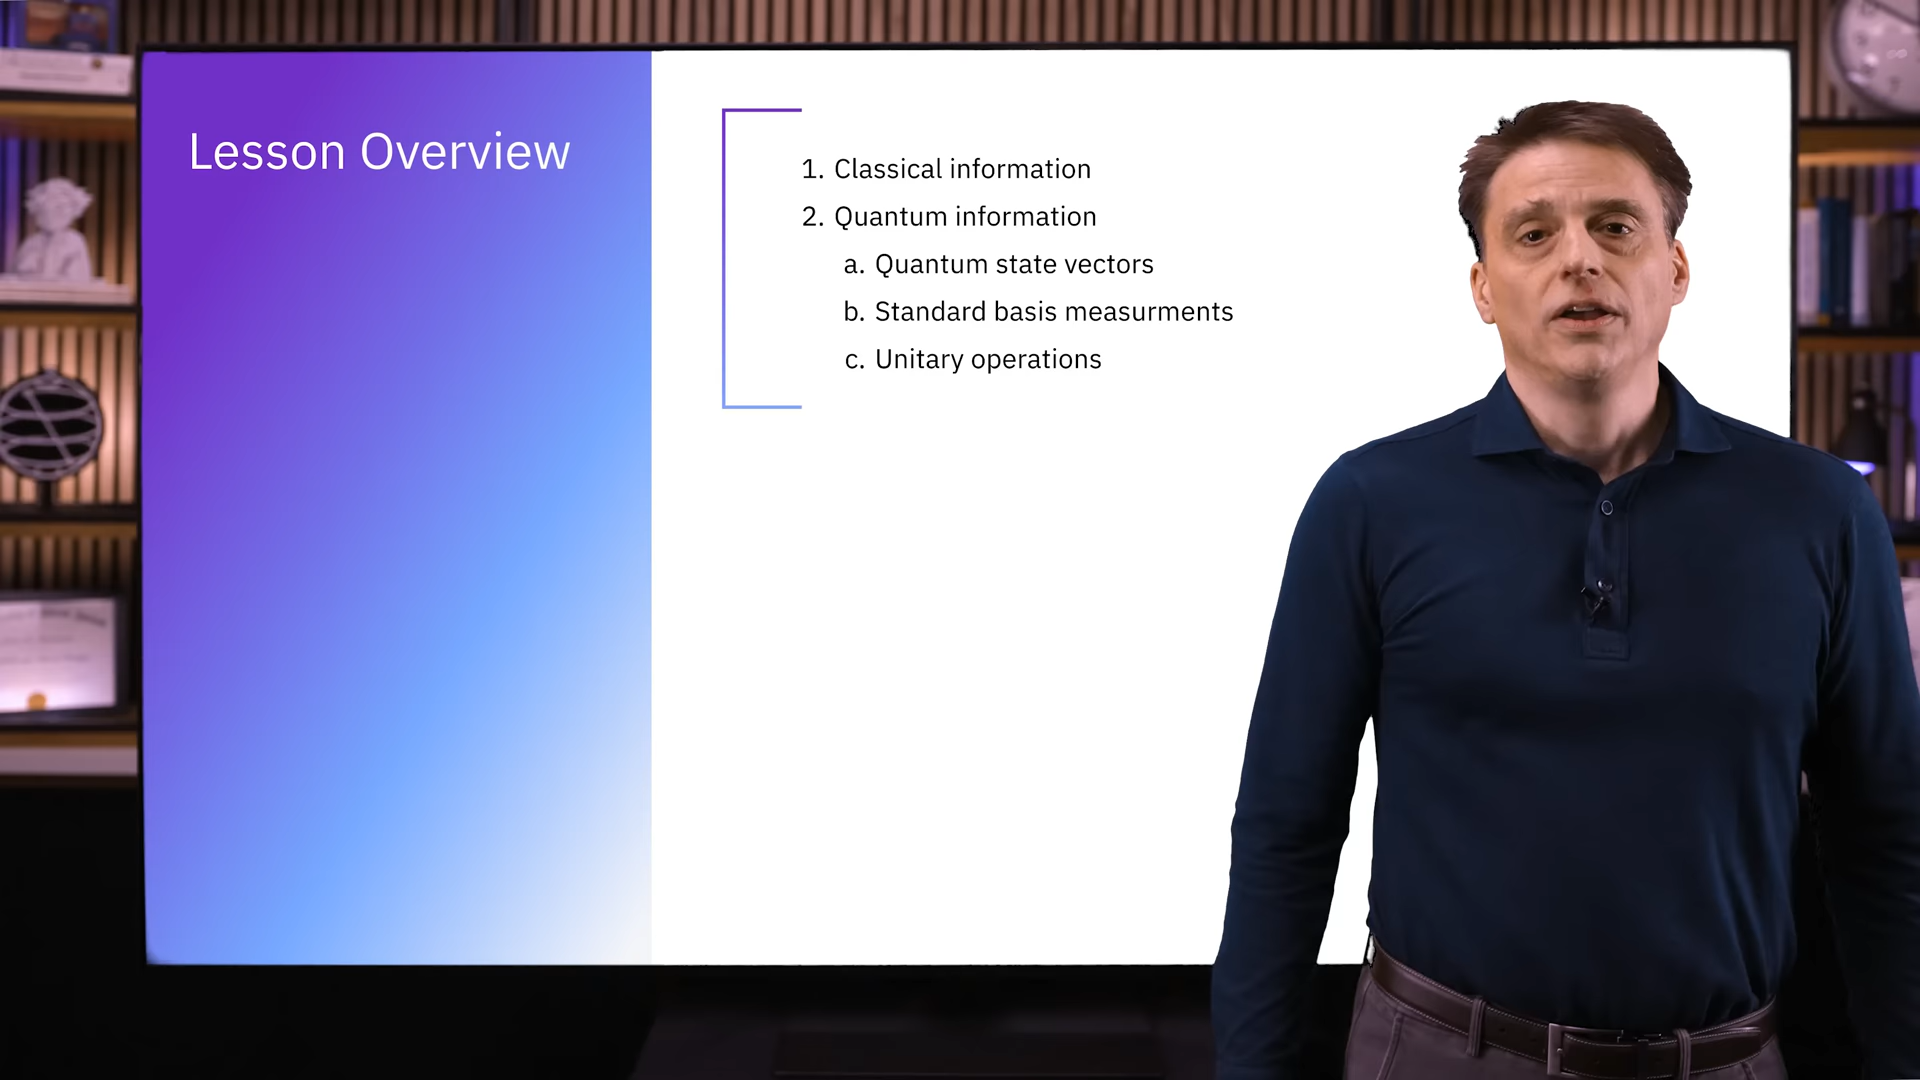 Lesson Overview
1. Classical information
2. Quantum information
a. Quantum state vectors
b. Standard basis measurments
c. Unitary operations